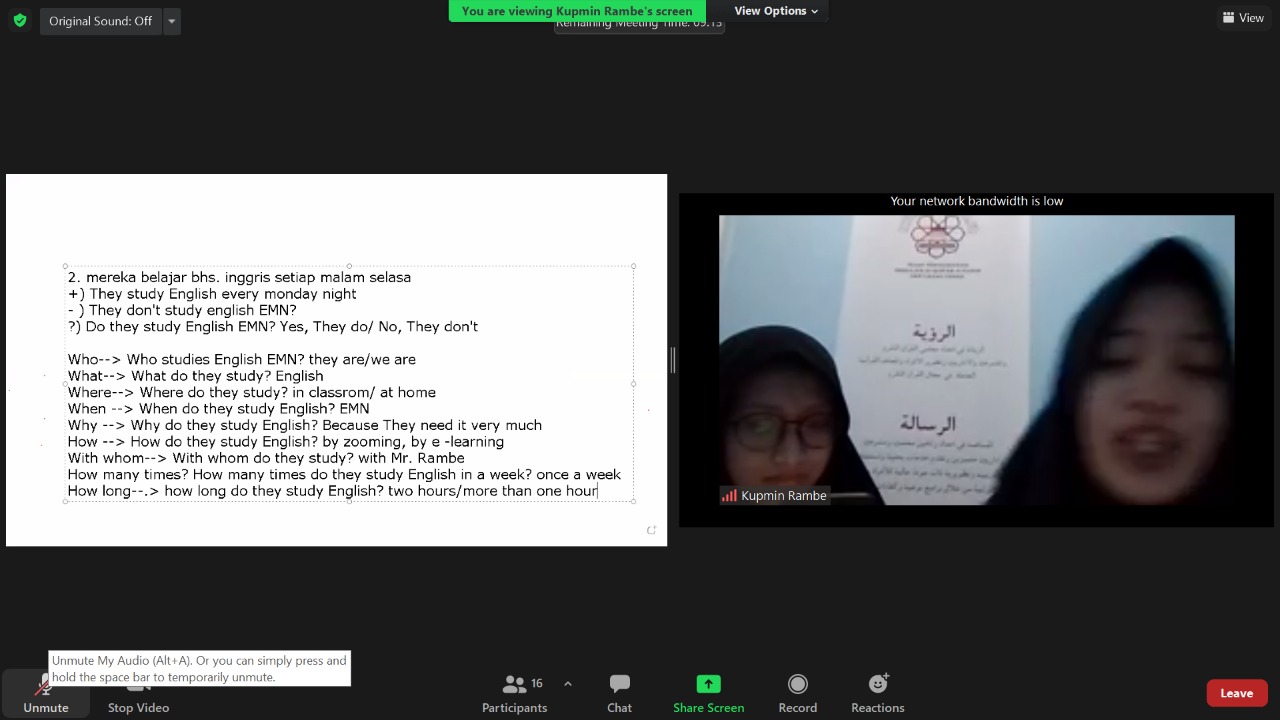 Original Sound: Off
You are viewing Kupmin Rambe's screen
View Options
Remaining Meeting Time: 09:13
View
2. mereka belajar bhs. inggris setiap malam selasa
+) They study English every monday night
- ) They don't study english EMN?
?) Do they study English EMN? Yes, They do/ No, They don't
Who--> Who studies English EMN? they are/we are
What--> What do they study? English
Where--> Where do they study? in classrom/ at home
When --> When do they study English? EMN
Why --> Why do they study English? Because They need it very much
How --> How do they study English? by zooming, by e -learning
With whom--> With whom do they study? with Mr. Rambe
How many times? How many times do they study English in a week? once a week
How long--.> how long do they study English? two hours/more than one hour
Your network bandwidth is low
الرؤية
الرسالة
Kupmin Rambe
Unmute My Audio (Alt+A). Or you can simply press and
hold the space bar to temporarily unmute.
Unmute
Stop Video
16
Participants
Chat
Share Screen
Record
Reactions
Leave